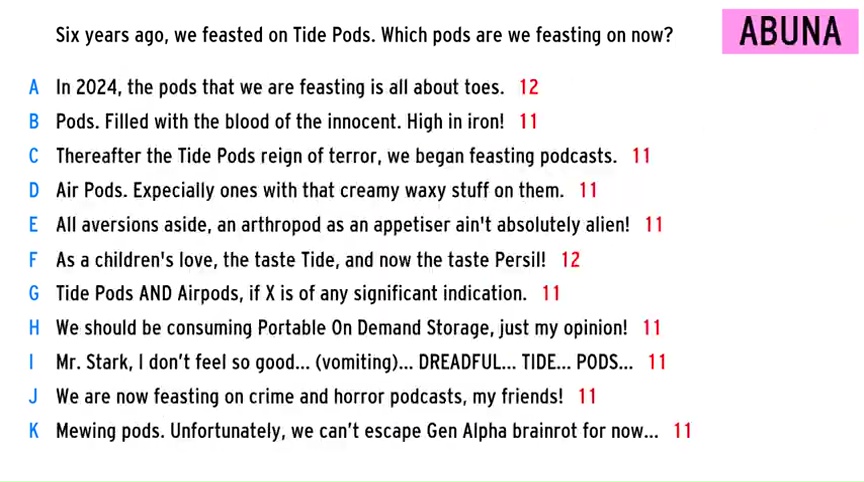 Six years ago, we feasted on Tide Pods. Which pods are we feasting on now?
ABUNA
A In 2024, the pods that we are feasting is all about toes. 12
B Pods. Filled with the blood of the innocent. High in iron! 11
C Thereafter the Tide Pods reign of terror, we began feasting podcasts. 11
D Air Pods. Expecially ones with that creamy waxy stuff on them. 11
E All aversions aside, an arthropod as an appetiser ain't absolutely alien! 11
F As a children's love, the taste Tide, and now the taste Persil! 12
G Tide Pods AND Airpods, if X is of any significant indication. 11
H We should be consuming Portable On Demand Storage, just my opinion! 11
I Mr. Stark, I don’t feel so good... (vomiting)... DREADFUL... TIDE... PODS... 11
J We are now feasting on crime and horror podcasts, my friends! 11
K Mewing pods. Unfortunately, we can’t escape Gen Alpha brainrot for now... 11